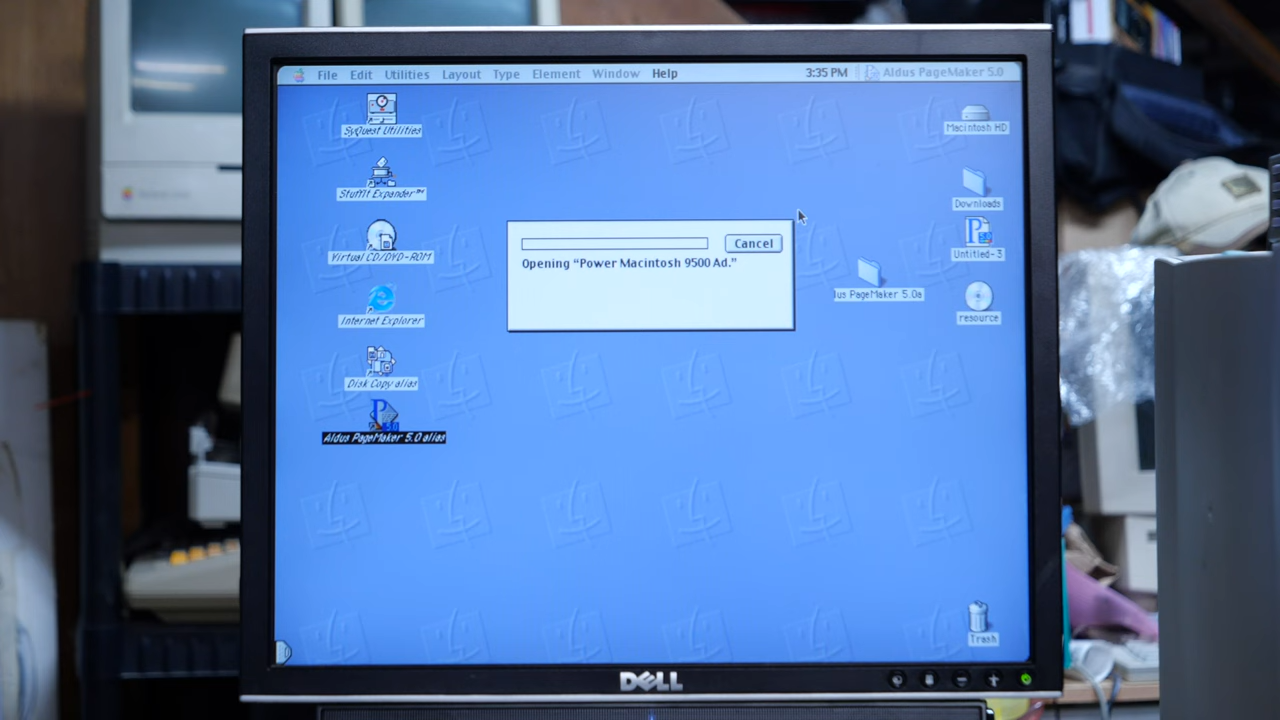 File Edit Utilities Layout Type Element Window Help 3:35 PM Aldus PageMaker 5.0
SyQuest Utilities
Macintosh HD
StuffIt Expander™
Downloads
Untitled-3
Cancel
Virtual CD/DVD-ROM
Opening “Power Macintosh 9500 Ad.”
lus PageMaker 5.0a
Internet Explorer
resource
Disk Copy alias
Aldus PageMaker 5.0 alias
Trash
DELL